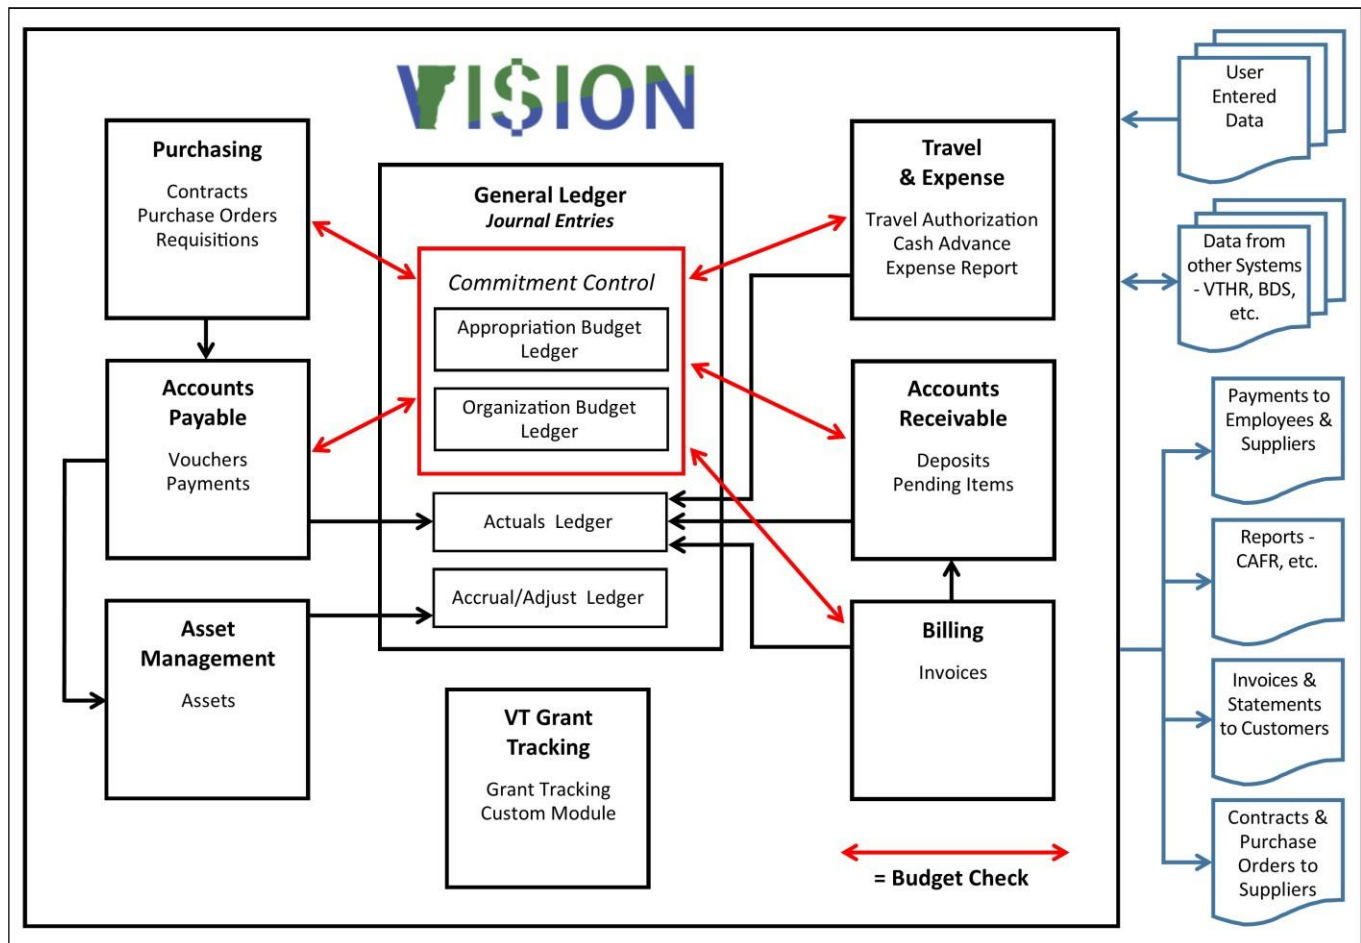 VI$ION
Purchasing
Contracts
Purchase Orders
Requisitions
Accounts
Payable
Vouchers
Payments
Asset
Management
Assets
General Ledger
Journal Entries
Commitment Control
Appropriation Budget
Ledger
Organization Budget
Ledger
Actuals Ledger
Accrual/Adjust Ledger
VT Grant
Tracking
Grant Tracking
Custom Module
Travel
& Expense
Travel Authorization
Cash Advance
Expense Report
Accounts
Receivable
Deposits
Pending Items
Billing
Invoices
= Budget Check
User
Entered
Data
Data from
other Systems
- VTHR, BDS,
etc.
Payments to
Employees &
Suppliers
Reports -
CAFR, etc.
Invoices &
Statements
to Customers
Contracts &
Purchase
Orders to
Suppliers